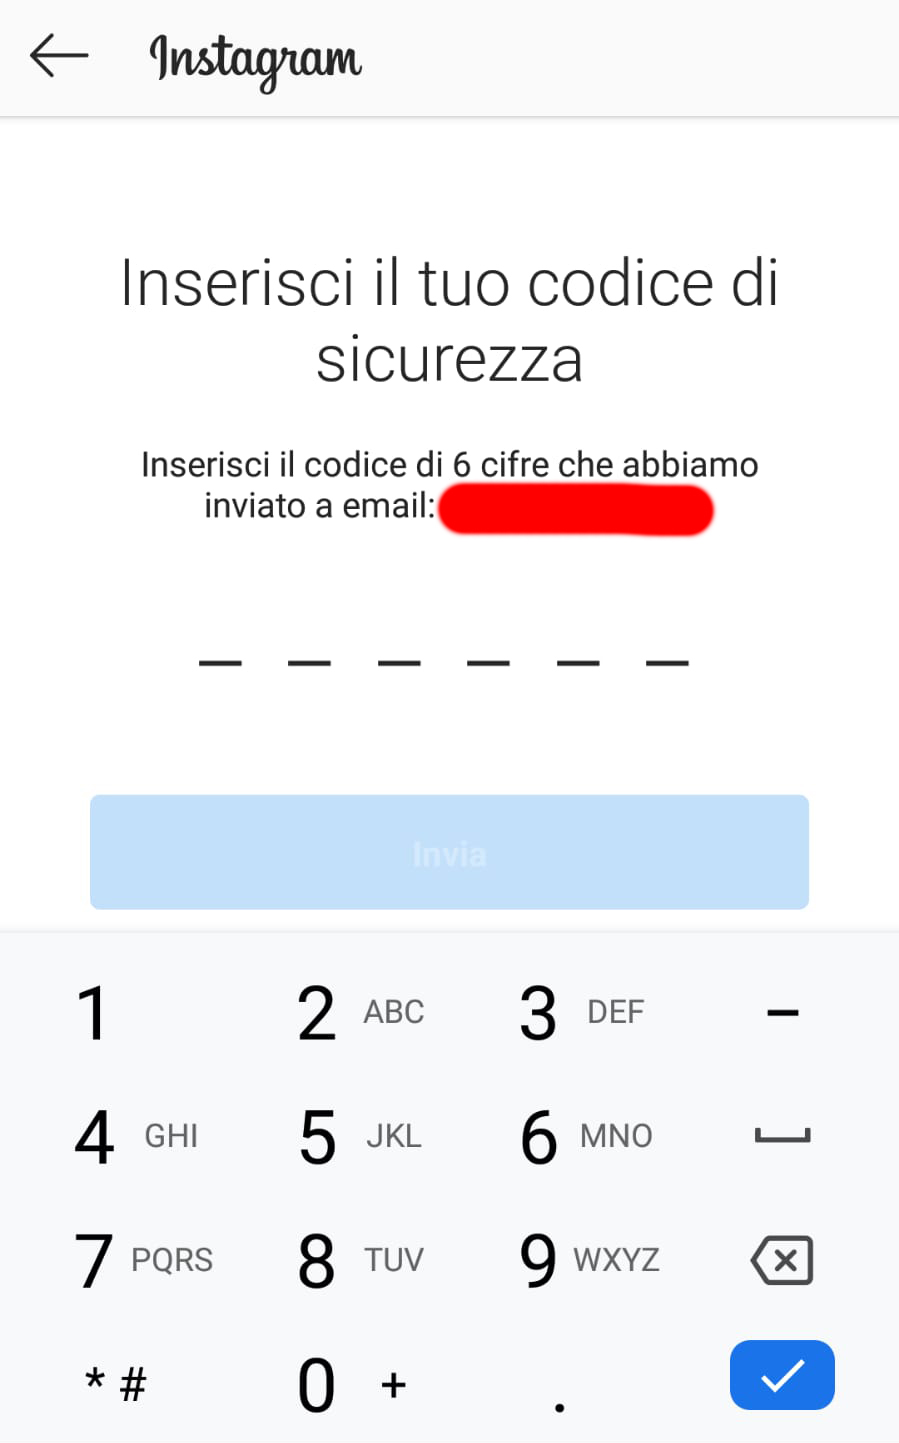 Instagram
Inserisci il tuo codice di
sicurezza
Inserisci il codice di 6 cifre che abbiamo
inviato a email:
Invia
1 2 ABC 3 DEF –
4 GHI 5 JKL 6 MNO
7 PQRS 8 TUV 9 WXYZ
* # 0 + .